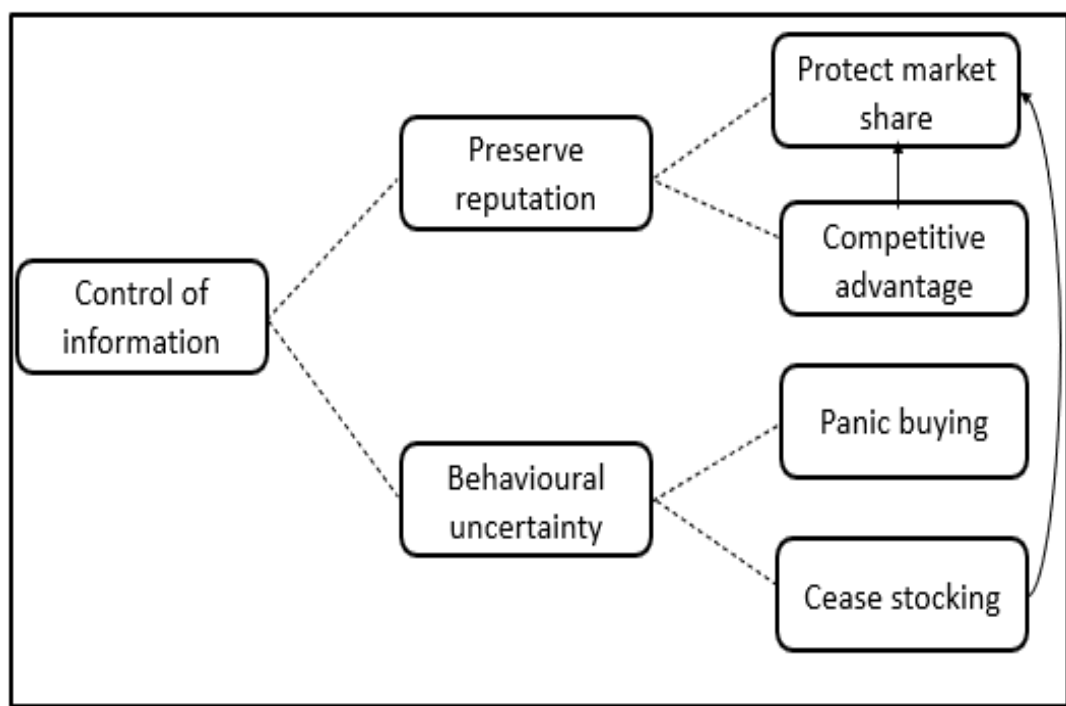 Control of
information
Preserve
reputation
Behavioural
uncertainty
Protect market
share
Competitive
advantage
Panic buying
Cease stocking